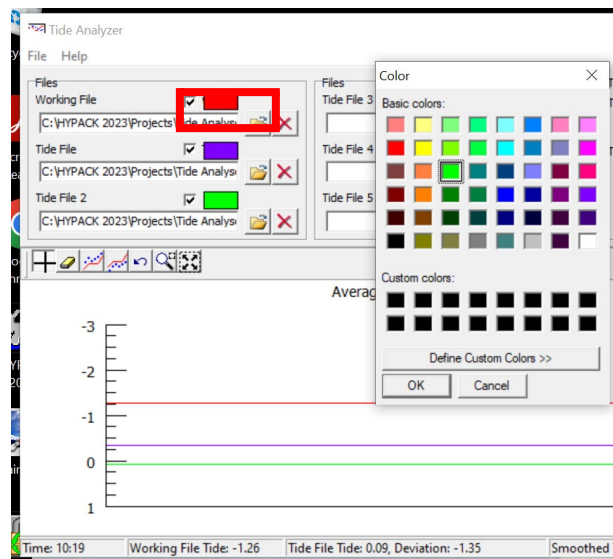 Tide Analyzer
File Help
Files
Working File
C:\HYPACK 2023\Projects\Tide Analys
Tide File
C:\HYPACK 2023\Projects\Tide Analys
Tide File 2
C:\HYPACK 2023\Projects\Tide Analys
Files
Tide File 3
Tide File 4
Tide File 5
Color
Basic colors:
Custom colors:
Define Custom Colors >>
OK Cancel
Averag
-3
-2
-1
0
1
Time: 10:19 Working File Tide: -1.26 Tide File Tide: 0.09, Deviation: -1.35 Smoothed